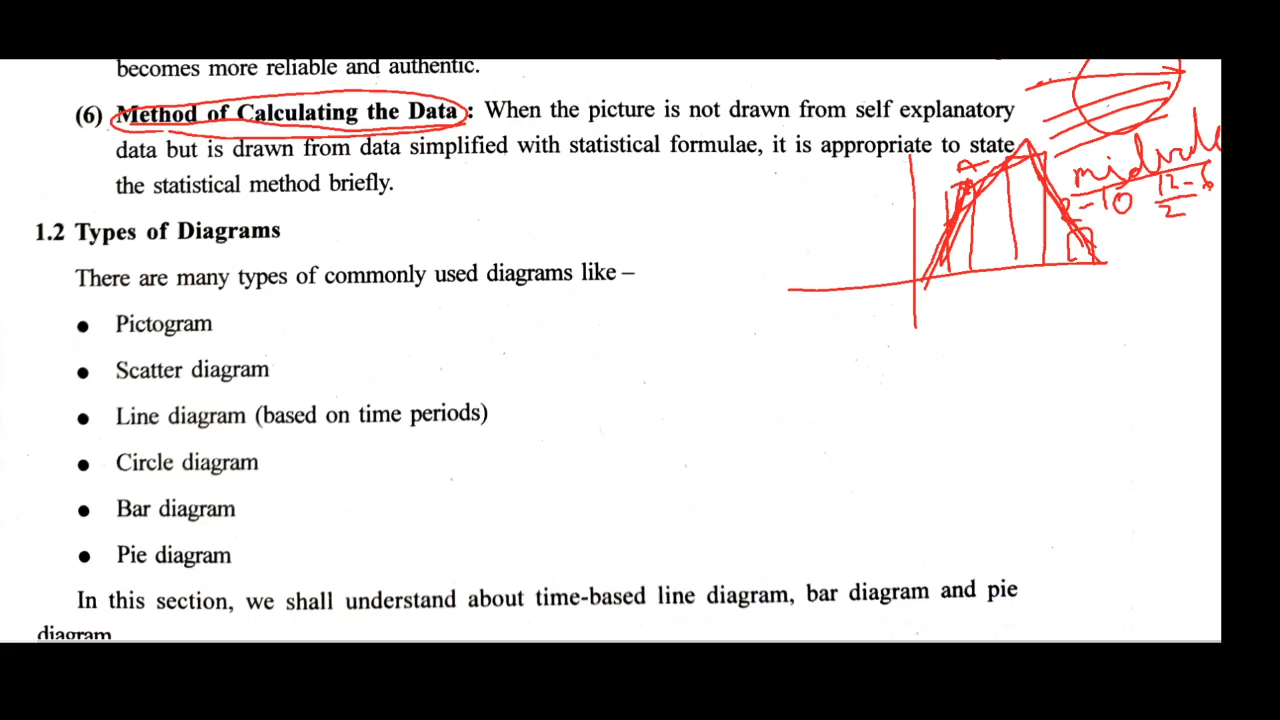 becomes more reliable and authentic.
(6) Method of Calculating the Data : When the picture is not drawn from self explanatory
data but is drawn from data simplified with statistical formulae, it is appropriate to state
the statistical method briefly.
1.2 Types of Diagrams
There are many types of commonly used diagrams like –
● Pictogram
● Scatter diagram
● Line diagram (based on time periods)
● Circle diagram
● Bar diagram
● Pie diagram
In this section, we shall understand about time-based line diagram, bar diagram and pie
diagram
A
2